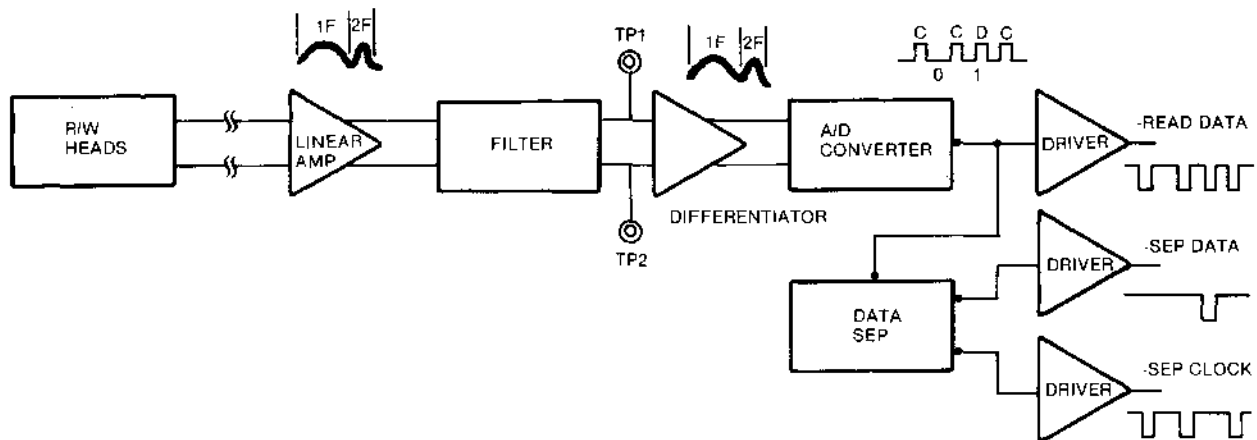 1F 2F
TP1
1F 2F
C C D C
0 1
R/W
HEADS
LINEAR
AMP
FILTER
A/D
CONVERTER
DRIVER
-READ DATA
DIFFERENTIATOR
TP2
DRIVER
-SEP DATA
DATA
SEP
DRIVER
-SEP CLOCK